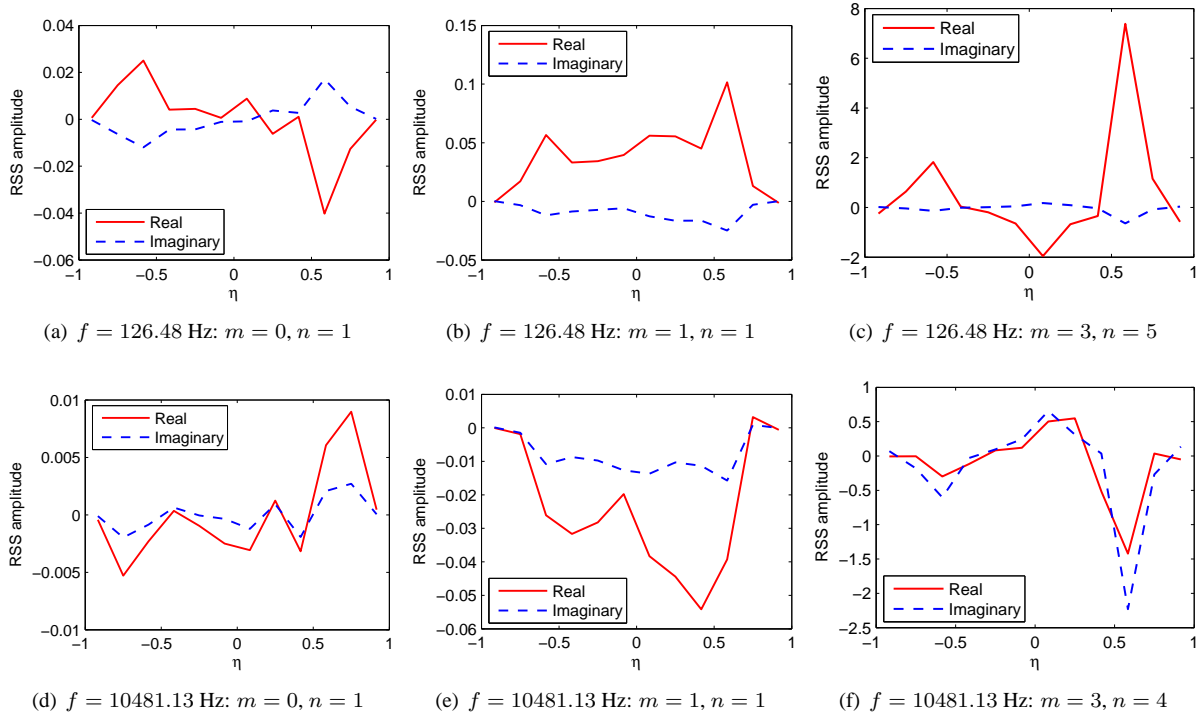 0.04
0.02
0
−0.02
−0.04
−0.06
RSS amplitude
Real
Imaginary
−1
−0.5
0
0.5
1
η
(a) f = 126.48 Hz: m = 0, n = 1
0.15
0.1
0.05
0
0.05
RSS amplitude
Real
Imaginary
−1
−0.5
0
0.5
1
η
(b) f = 126.48 Hz: m = 1, n = 1
8
6
4
2
0
−2
RSS amplitude
Real
Imaginary
−1
−0.5
0
0.5
1
η
(c) f = 126.48 Hz: m = 3, n = 5
0.01
0.005
0
−0.005
−0.01
RSS amplitude
Real
Imaginary
−1
−0.5
0
0.5
1
η
(d) f = 10481.13 Hz: m = 0, n = 1
0.01
0
−0.01
−0.02
−0.03
−0.04
−0.05
−0.06
RSS amplitude
Real
Imaginary
−1
−0.5
0
0.5
1
η
(e) f = 10481.13 Hz: m = 1, n = 1
1
0.5
0
−0.5
−1
−1.5
−2
−2.5
RSS amplitude
Real
Imaginary
−1
−0.5
0
0.5
1
η
(f) f = 10481.13 Hz: m = 3, n = 4